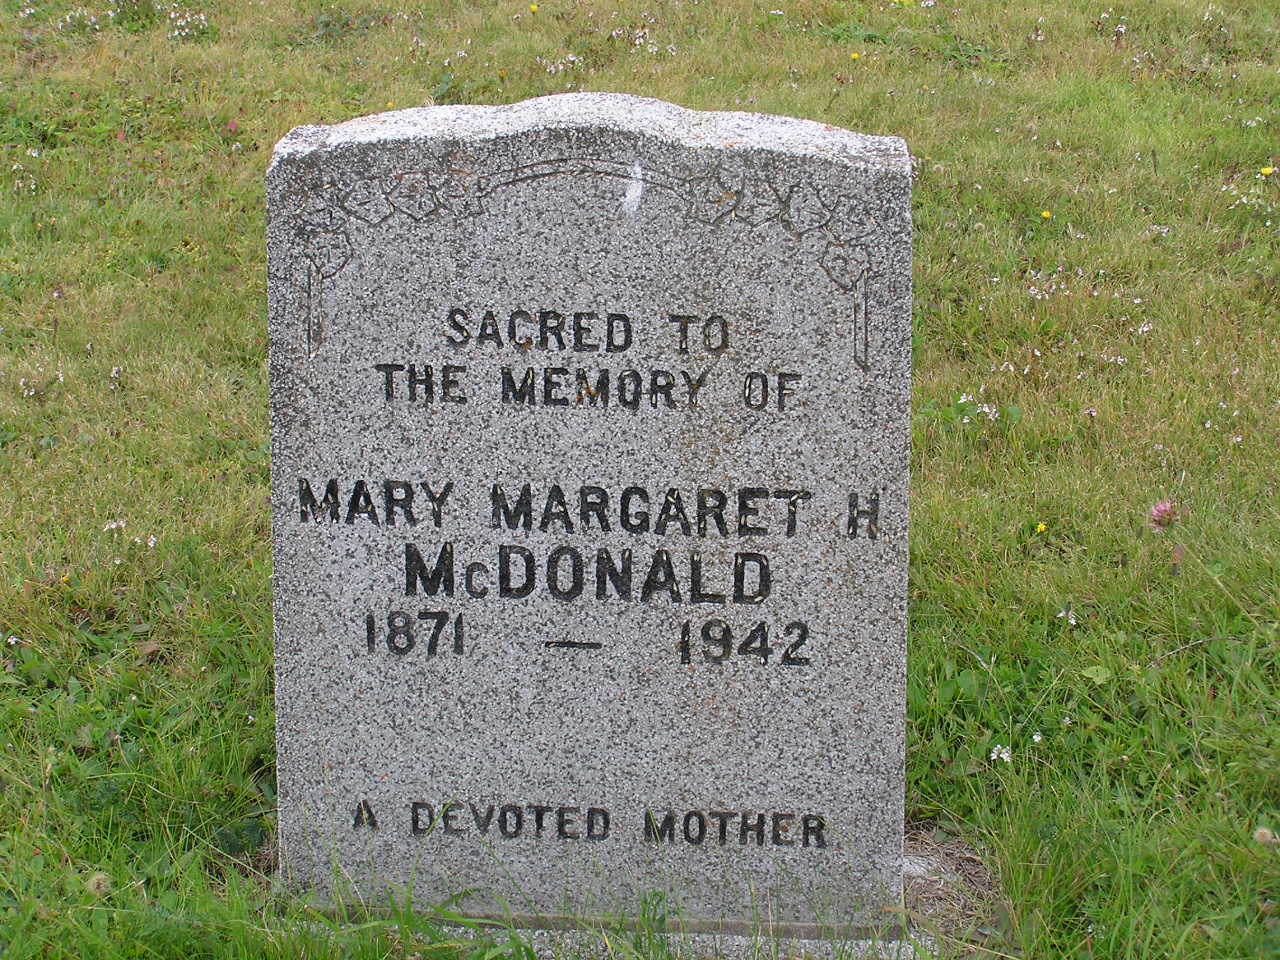 SACRED TO
THE MEMORY OF
MARY MARGARET H
McDONALD
1871 — 1942
A DEVOTED MOTHER